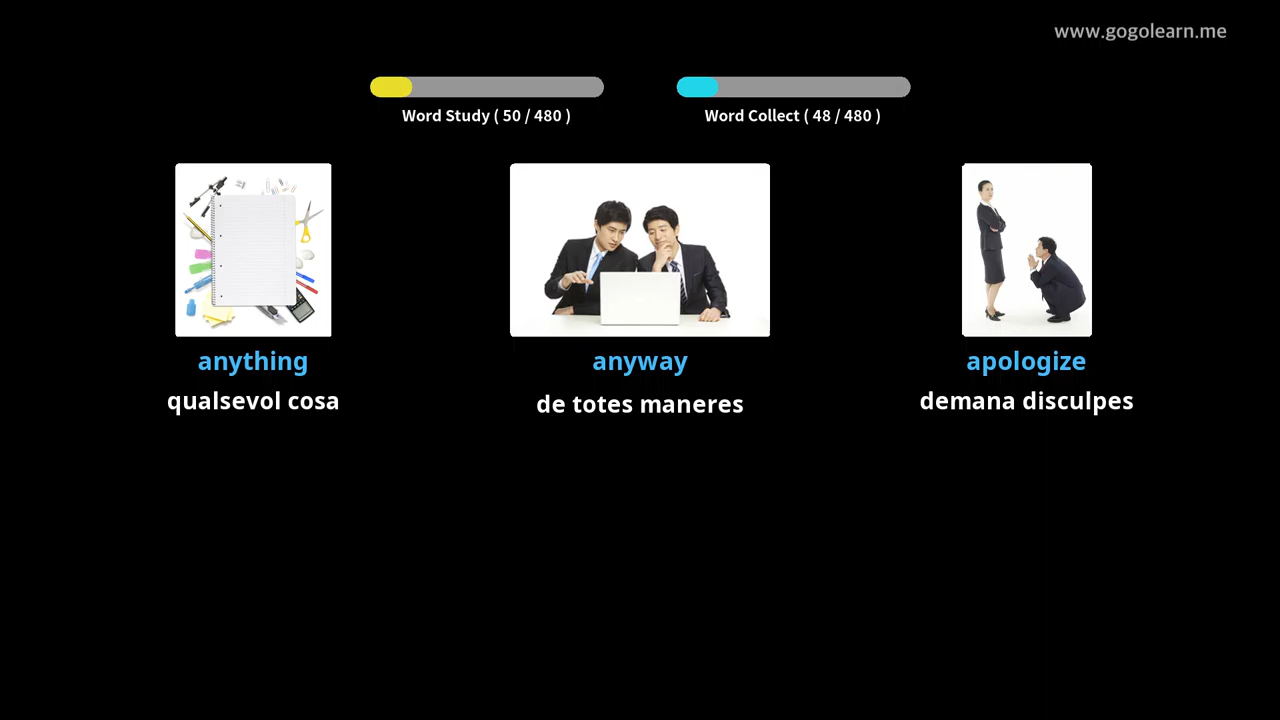 www.gogolearn.me
Word Study ( 50 / 480 )
Word Collect ( 48 / 480 )
anything
qualsevol cosa
anyway
de totes maneres
apologize
demana disculpes